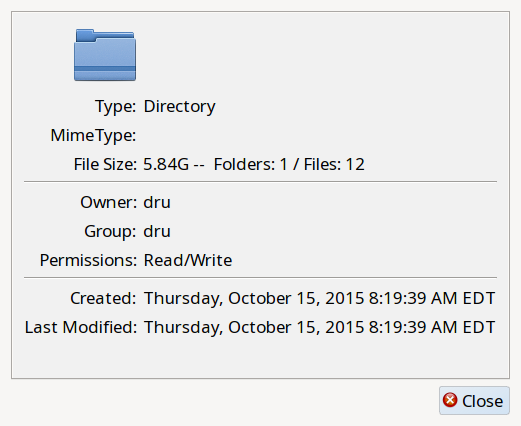 Type: Directory
MimeType:
File Size: 5.84G -- Folders: 1 / Files: 12
Owner: dru
Group: dru
Permissions: Read/Write
Created: Thursday, October 15, 2015 8:19:39 AM EDT
Last Modified: Thursday, October 15, 2015 8:19:39 AM EDT
Close